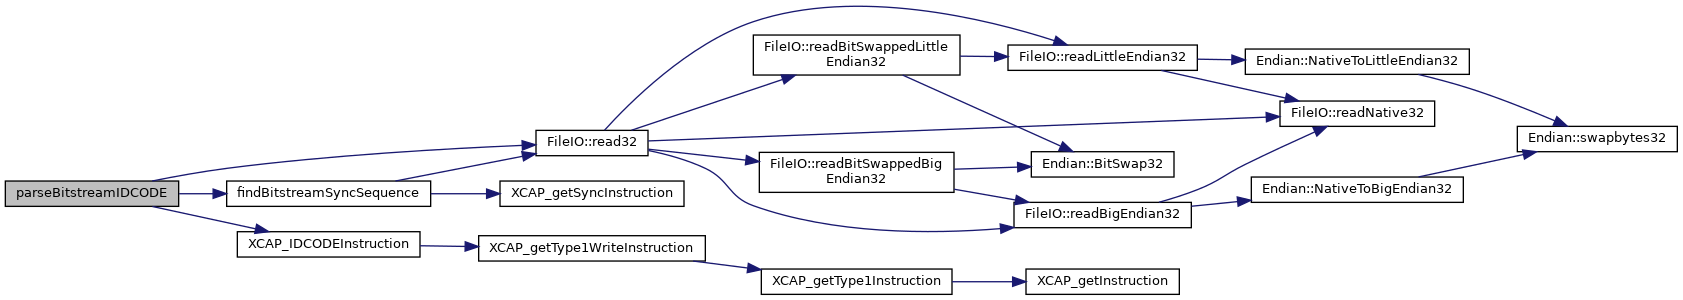 parseBitstreamIDCODE
findBitstreamSyncSequence
XCAP_IDCODEInstruction
FileIO::read32
XCAP_getSyncInstruction
XCAP_getType1WriteInstruction
FileIO::readBitSwappedLittle
Endian32
FileIO::readBitSwappedBig
Endian32
XCAP_getType1Instruction
FileIO::readLittleEndian32
Endian::BitSwap32
FileIO::readBigEndian32
XCAP_getInstruction
Endian::NativeToLittleEndian32
FileIO::readNative32
Endian::NativeToBigEndian32
Endian::swapbytes32